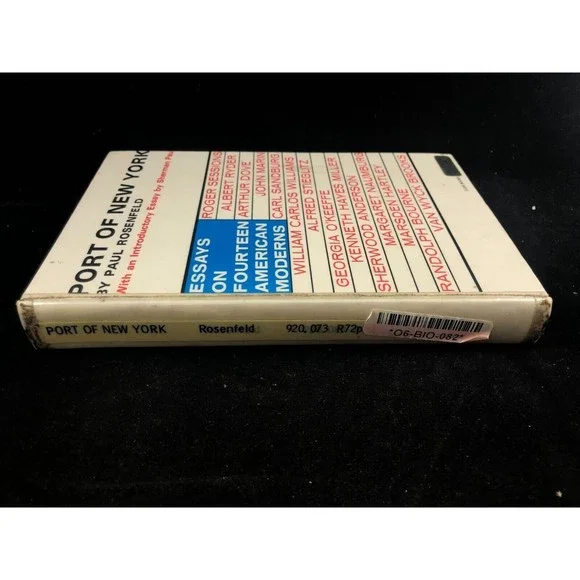 PORT OF NEW YORK
BY PAUL ROSENFELD
With an Introductory Essay by Sherman Paul
ESSAYS
ON
FOURTEEN
AMERICAN
MODERNS
ROGER SESSIONS
ALBERT RYDER
ARTHUR DOVE
JOHN MARIN
CARL SANDBURG
WILLIAM CARLOS WILLIAMS
ALFRED STIEGLITZ
GEORGIA O'KEEFFE
KENNETH HAYES MILLER
SHERWOOD ANDERSON
MARGARET NAUMBURG
MARSDEN HARTLEY
RANDOLPH BOURNE
VAN WYCK BROOKS
PORT OF NEW YORK Rosenfeld 920.073 R72p
*O6-BIO-082*